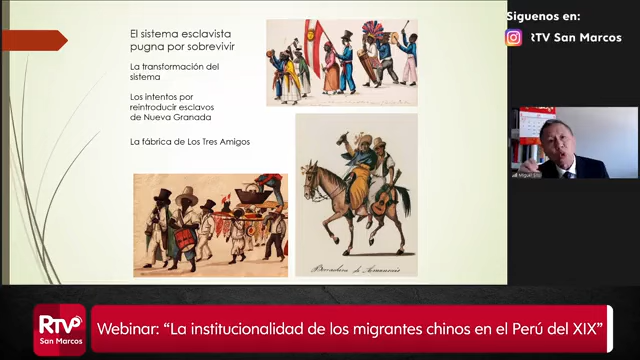 El sistema esclavista
pugna por sobrevivir
La transformación del
sistema
Los intentos por
reintroducir esclavos
de Nueva Granada
La fábrica de Los Tres Amigos
Siguenos en:
RTV San Marcos
RTV
San Marcos
Webinar: “La institucionalidad de los migrantes chinos en el Perú del XIX”